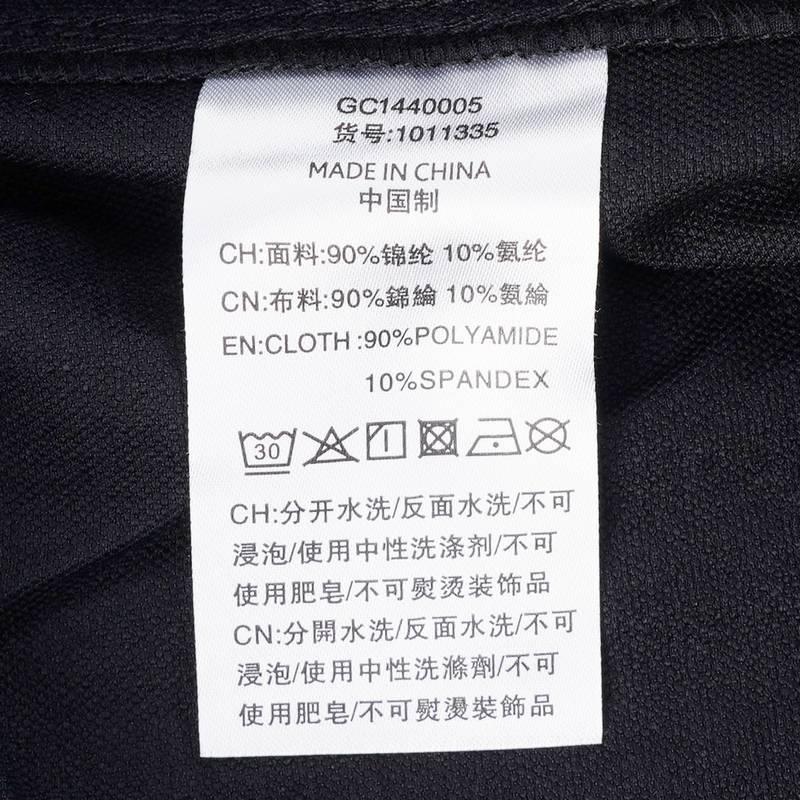 GC1440005
货号:1011335
MADE IN CHINA
中国制
CH:面料:90%锦纶 10%氨纶
CN:布料:90%錦綸 10%氨綸
EN:CLOTH:90%POLYAMIDE
10%SPANDEX
30
CH:分开水洗/反面水洗/不可
浸泡/使用中性洗涤剂/不可
使用肥皂/不可熨烫装饰品
CN:分開水洗/反面水洗/不可
浸泡/使用中性洗滌劑/不可
使用肥皂/不可熨燙裝飾品